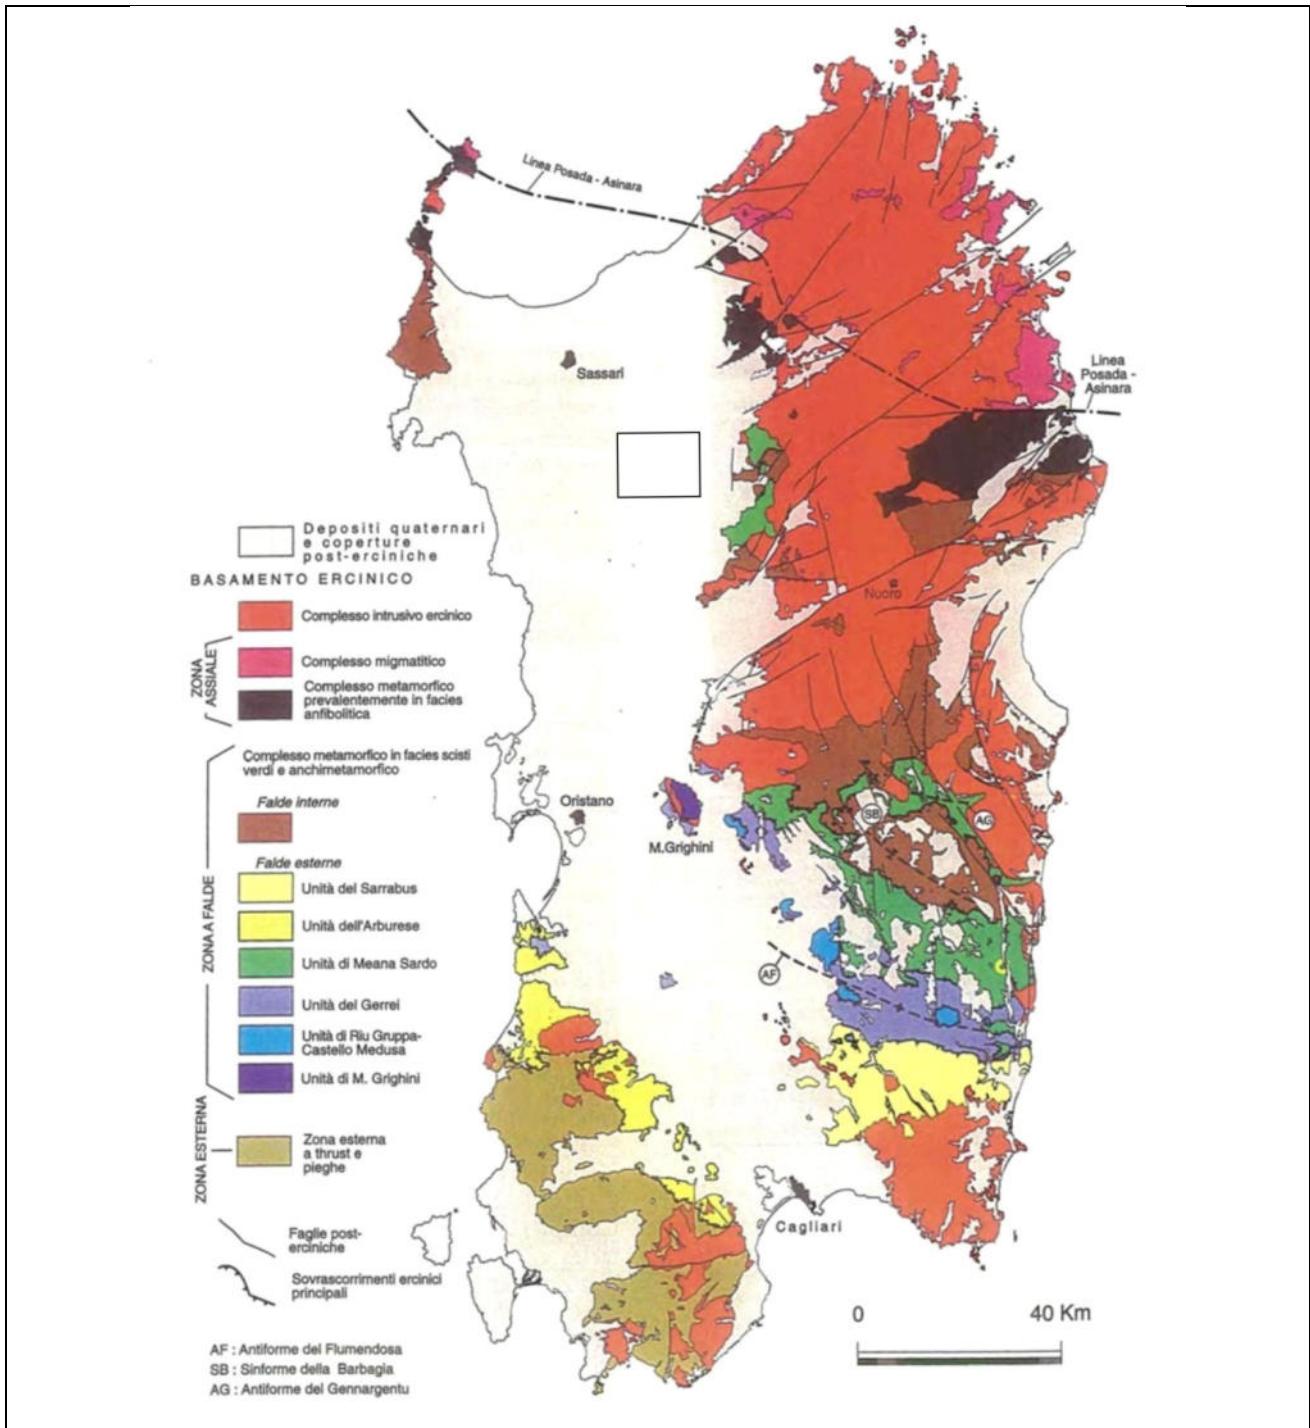 Linea Posada - Asinara
Linea
Posada -
Asinara
Sassari
Nuoro
Depositi quaternari
e coperture
post-erciniche
BASAMENTO ERCINICO
Complesso intrusivo ercinico
ZONA
ASSIALE
Complesso migmatitico
Complesso metamorfico
prevalentemente in facies
anfibolitica
ZONA A FALDE
Complesso metamorfico in facies scisti
verdi e anchimetamorfico
Falde interne
Falde esterne
Unità del Sarrabus
Unità dell'Arburese
Unità di Meana Sardo
Unità del Gerrei
Unità di Riu Gruppa-
Castello Medusa
Unità di M. Grighini
ZONA ESTERNA
Zona esterna
a thrust e
pieghe
Faglie post-
erciniche
Sovrascorrimenti ercinici
principali
AF : Antiforme del Flumendosa
SB : Sinforme della Barbagia
AG : Antiforme del Gennargentu
Oristano
M.Grighini
SB
AG
AF
Cagliari
0 40 Km